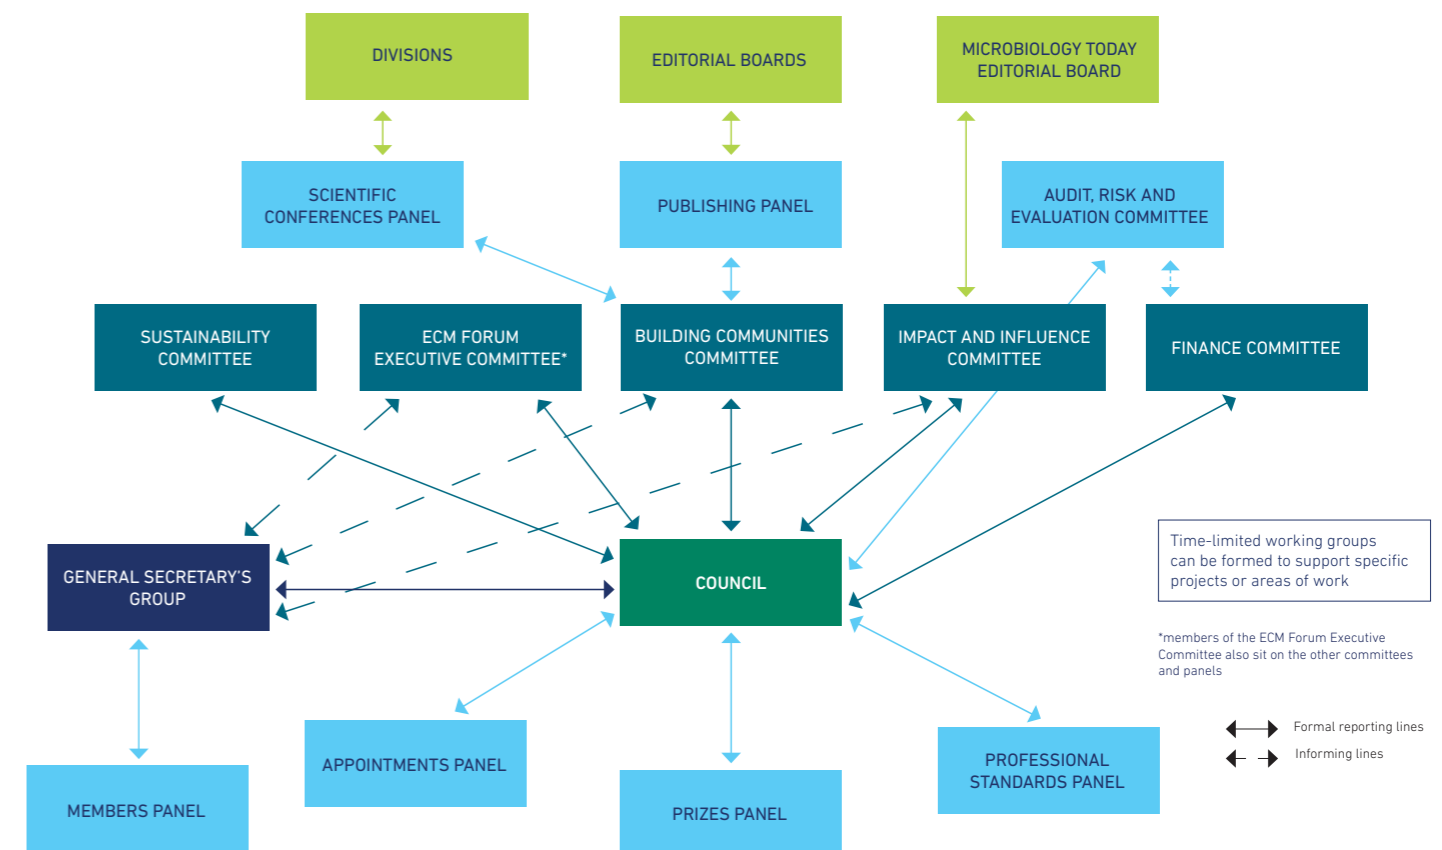 DIVISIONS
EDITORIAL BOARDS
MICROBIOLOGY TODAY
EDITORIAL BOARD
SCIENTIFIC
CONFERENCES PANEL
PUBLISHING PANEL
AUDIT, RISK AND
EVALUATION COMMITTEE
SUSTAINABILITY
COMMITTEE
ECM FORUM
EXECUTIVE COMMITTEE*
BUILDING COMMUNITIES
COMMITTEE
IMPACT AND INFLUENCE
COMMITTEE
FINANCE COMMITTEE
GENERAL SECRETARY'S
GROUP
COUNCIL
Time-limited working groups
can be formed to support specific
projects or areas of work
*members of the ECM Forum Executive
Committee also sit on the other committees
and panels
Formal reporting lines
Informing lines
MEMBERS PANEL
APPOINTMENTS PANEL
PRIZES PANEL
PROFESSIONAL
STANDARDS PANEL